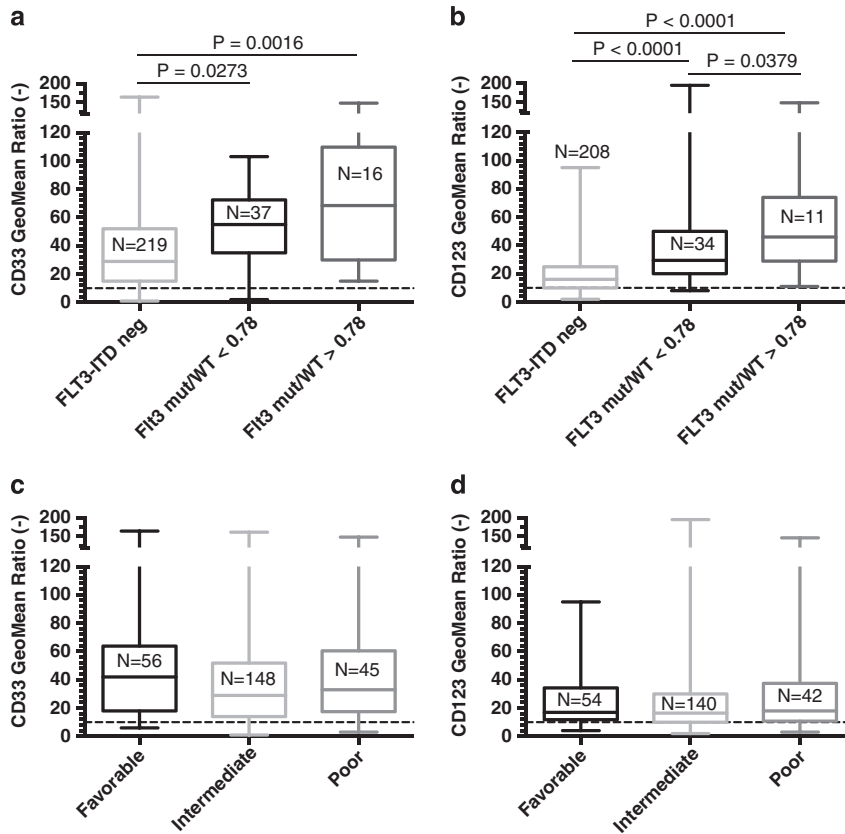 a
P = 0.0016
P = 0.0273
CD33 GeoMean Ratio (-)
200
150
120
100
80
60
40
20
0
N=219
N=37
N=16
FLT3-ITD neg
Flt3 mut/WT < 0.78
Flt3 mut/WT > 0.78
b
P < 0.0001
P < 0.0001
P = 0.0379
CD123 GeoMean Ratio (-)
200
150
120
100
80
60
40
20
0
N=208
N=34
N=11
FLT3-ITD neg
FLT3 mut/WT < 0.78
FLT3 mut/WT > 0.78
c
CD33 GeoMean Ratio (-)
200
150
120
100
80
60
40
20
0
N=56
N=148
N=45
Favorable
Intermediate
Poor
d
CD123 GeoMean Ratio (-)
200
150
120
100
80
60
40
20
0
N=54
N=140
N=42
Favorable
Intermediate
Poor